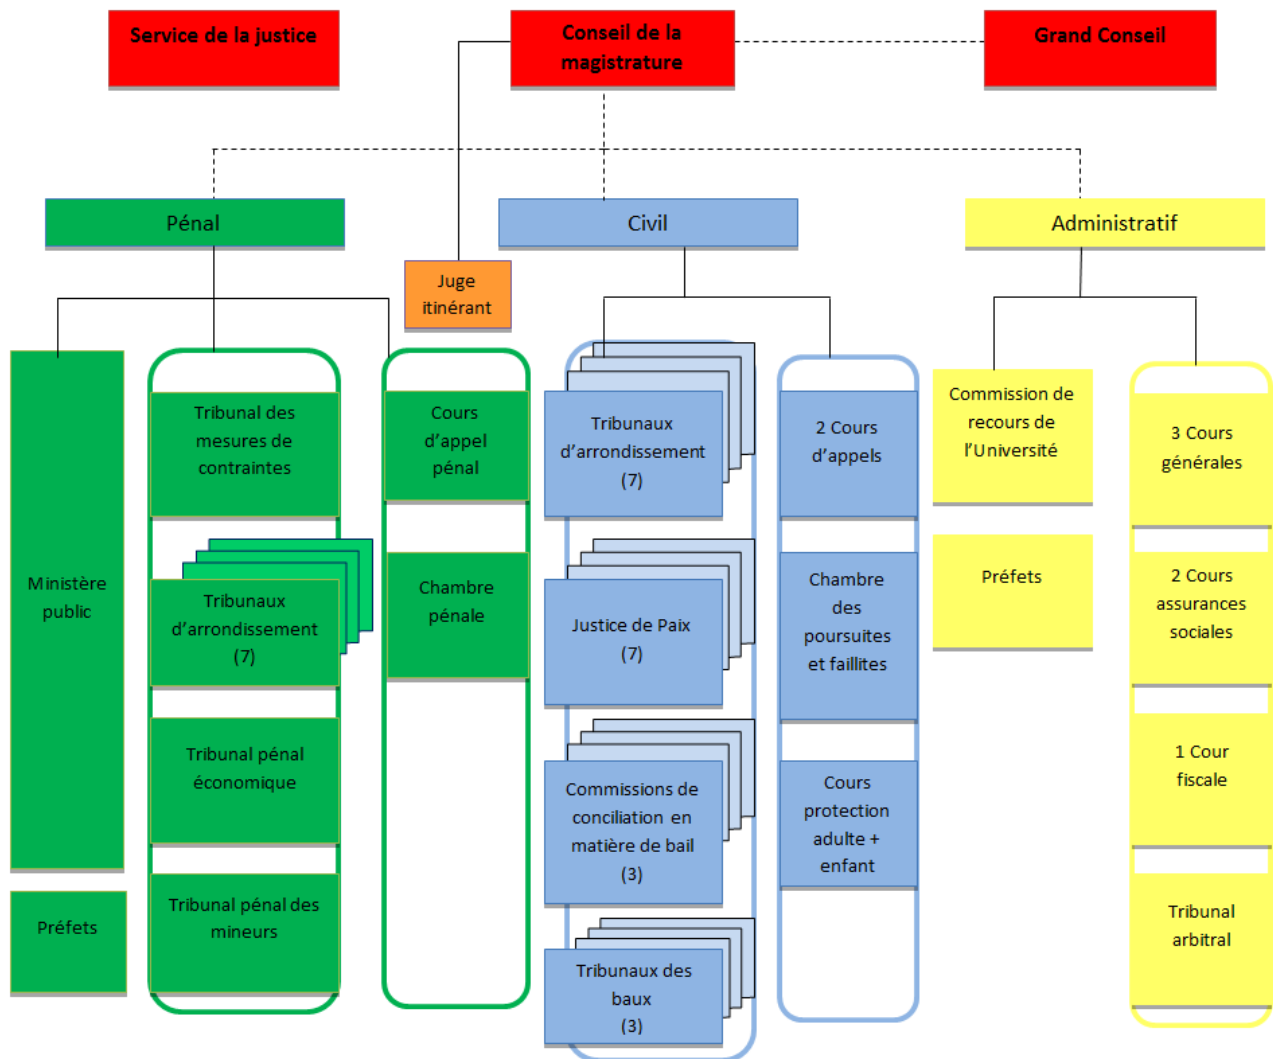 Service de la justice
Conseil de la
magistrature
Grand Conseil
Pénal
Civil
Administratif
Juge
itinérant
Ministère
public
Préfets
Tribunal des
mesures de
contraintes
Tribunaux
d’arrondissement
(7)
Tribunal pénal
économique
Tribunal pénal des
mineurs
Cours
d’appel
pénal
Chambre
pénale
Tribunaux
d’arrondissement
(7)
Justice de Paix
(7)
Commissions de
conciliation en
matière de bail
(3)
Tribunaux des
baux
(3)
2 Cours
d’appels
Chambre
des
poursuites
et faillites
Cours
protection
adulte +
enfant
Commission de
recours de
l’Université
Préfets
3 Cours
générales
2 Cours
assurances
sociales
1 Cour
fiscale
Tribunal
arbitral